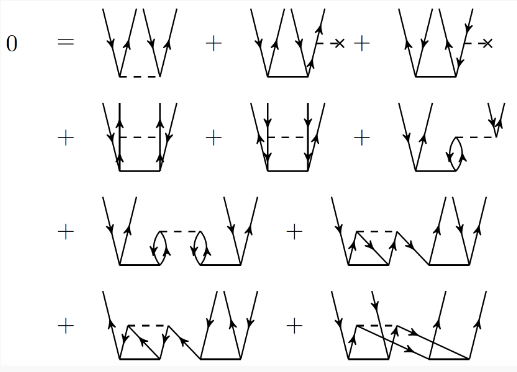 0 = + +
+ + +
+ +
+ +